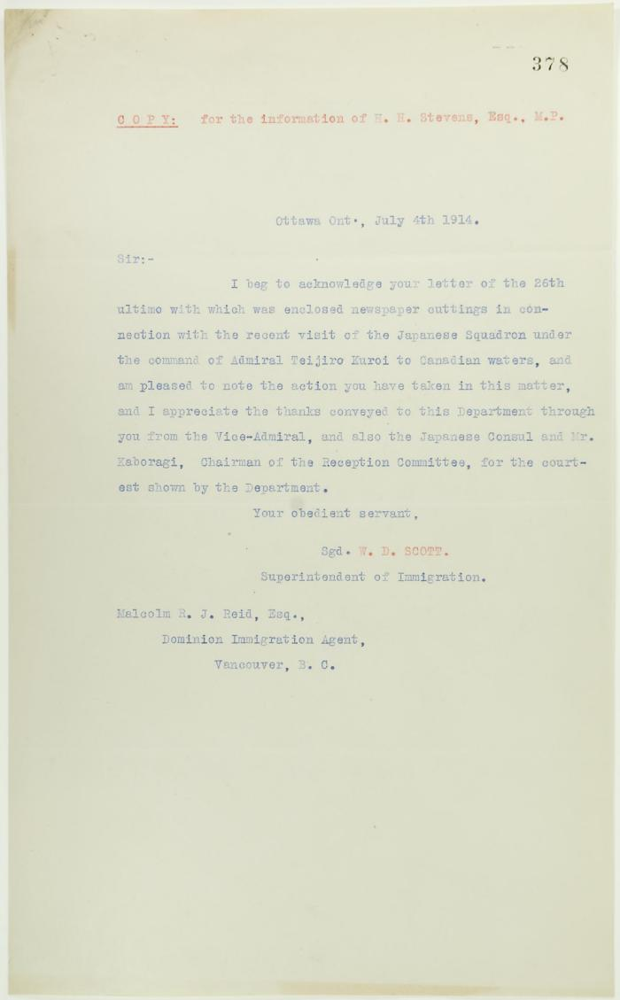 378
C O P Y: for the information of H. H. Stevens, Esq., M.P.
Ottawa Ont., July 4th 1914.
Sir:-
I beg to acknowledge your letter of the 26th
ultimo with which was enclosed newspaper cuttings in con-
nection with the recent visit of the Japanese Squadron under
the command of Admiral Teijiro Kuroi to Canadian waters, and
am pleased to note the action you have taken in this matter,
and I appreciate the thanks conveyed to this Department through
you from the Vice-Admiral, and also the Japanese Consul and Mr.
Kaboragi, Chairman of the Reception Committee, for the court-
est shown by the Department.
Your obedient servant,
Sgd. W. D. SCOTT.
Superintendent of Immigration.
Malcolm R. J. Reid, Esq.,
Dominion Immigration Agent,
Vancouver, B. C.